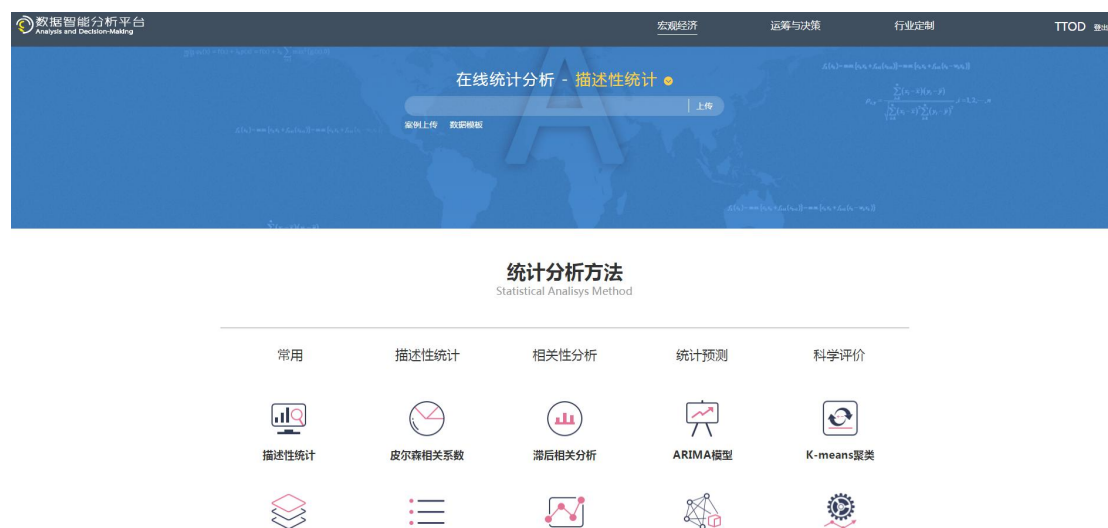 数据智能分析平台
Analysis and Decision-Making
宏观经济
运筹与决策
行业定制
TTOD
登出
在线统计分析 - 描述性统计
上传
案例上传 数据模板
统计分析方法
Statistical Analisys Method
常用 描述性统计 相关性分析 统计预测 科学评价
描述性统计 皮尔森相关系数 滞后相关分析 ARIMA模型 K-means聚类